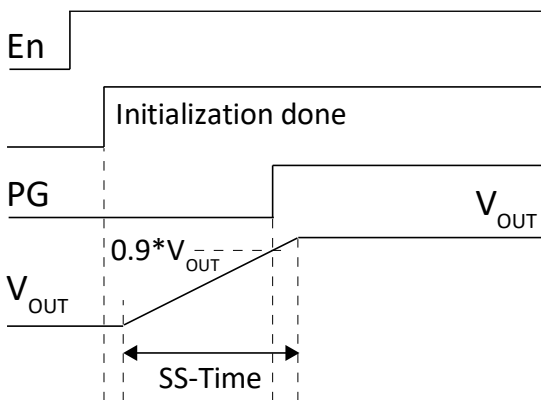 En
Initialization done
PG
V_OUT
0.9*V_OUT
V_OUT
SS-Time